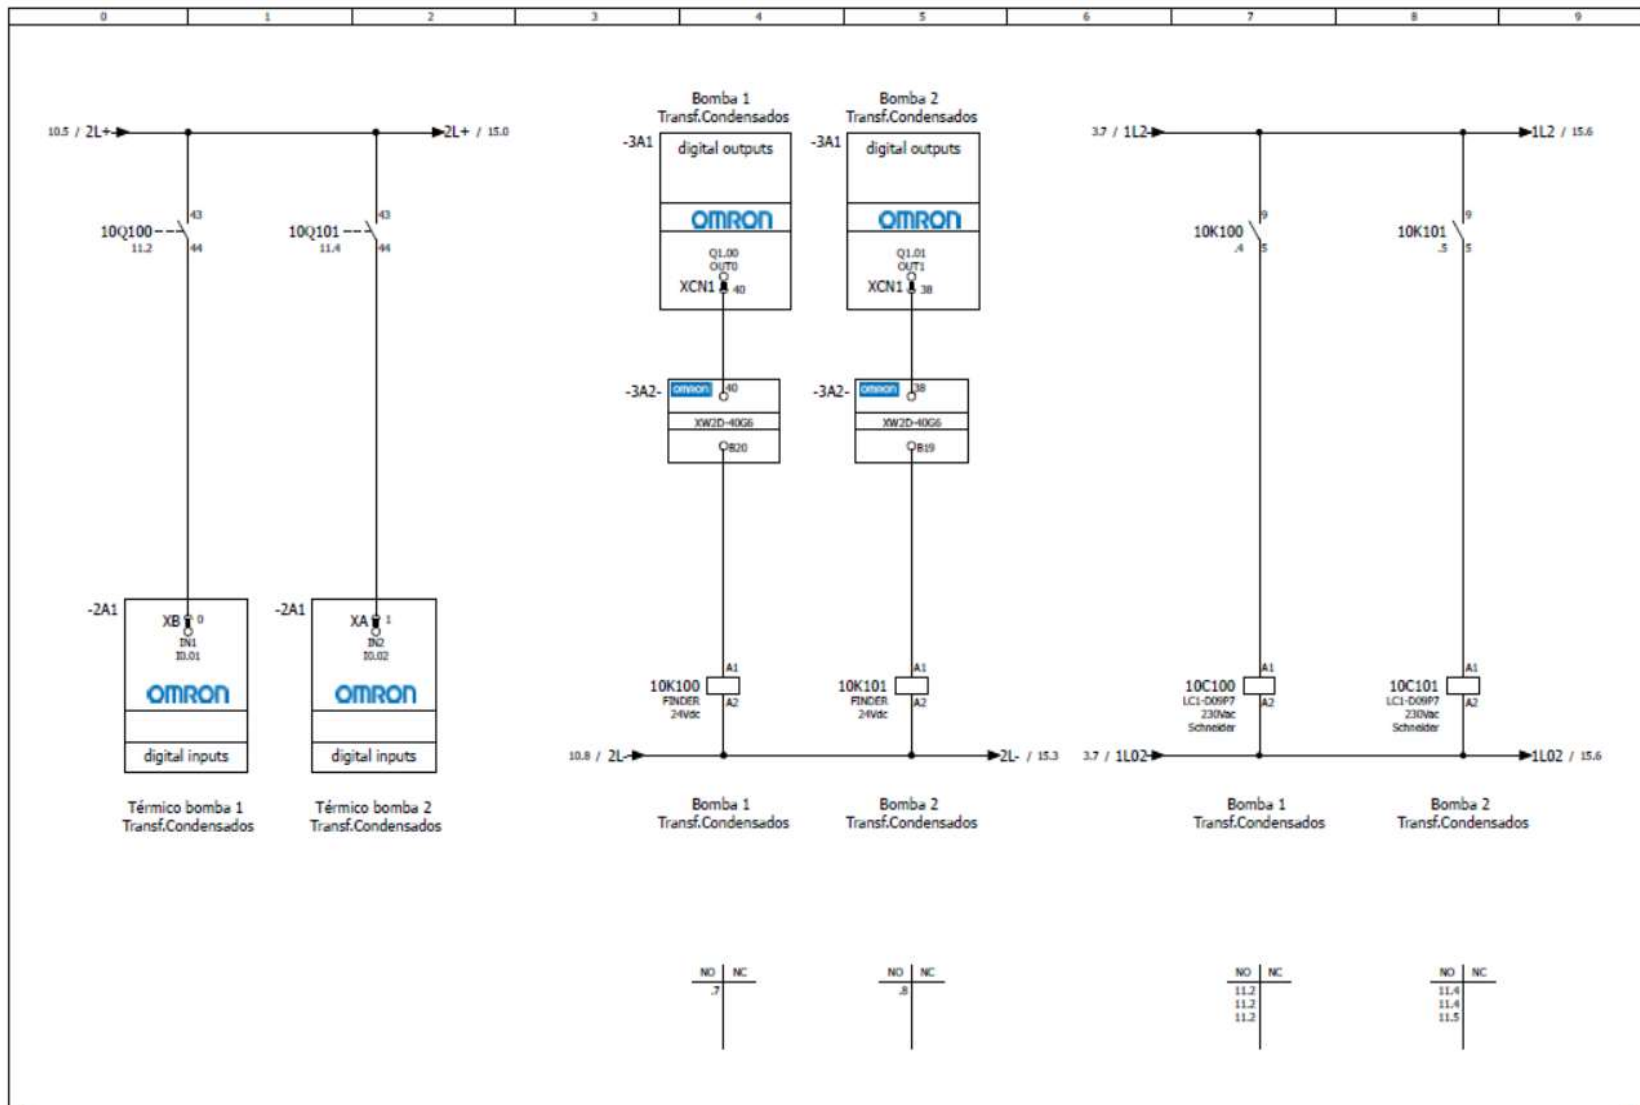 0 1 2 3 4 5 6 7 8 9
Bomba 1
Transf.Condensados
Bomba 2
Transf.Condensados
10.5 / 2L+
2L+ / 15.0
-3A1
digital outputs
-3A1
digital outputs
3.7 / 1L2
1L2 / 15.6
OMRON
OMRON
43
10Q100
11.2
44
43
10Q101
11.4
44
Q1.00
OUT0
XCN1 40
Q1.01
OUT1
XCN1 38
9
10K100
.4
5
9
10K101
.5
5
-3A2-
OMRON
40
XW2D-40G6
B20
-3A2-
OMRON
38
XW2D-40G6
B19
-2A1
XB 0
IN1
I0.01
OMRON
digital inputs
-2A1
XA 1
IN2
I0.02
OMRON
digital inputs
A1
10K100
FINDER
24Vdc
A2
A1
10K101
FINDER
24Vdc
A2
A1
10C100
LC1-D09P7
230Vac
Schneider
A2
A1
10C101
LC1-D09P7
230Vac
Schneider
A2
10.8 / 2L-
2L- / 15.3
3.7 / 1L02
1L02 / 15.6
Térmico bomba 1
Transf.Condensados
Térmico bomba 2
Transf.Condensados
Bomba 1
Transf.Condensados
Bomba 2
Transf.Condensados
Bomba 1
Transf.Condensados
Bomba 2
Transf.Condensados
NO NC
.7
NO NC
.8
NO NC
11.2
11.2
11.2
NO NC
11.4
11.4
11.5